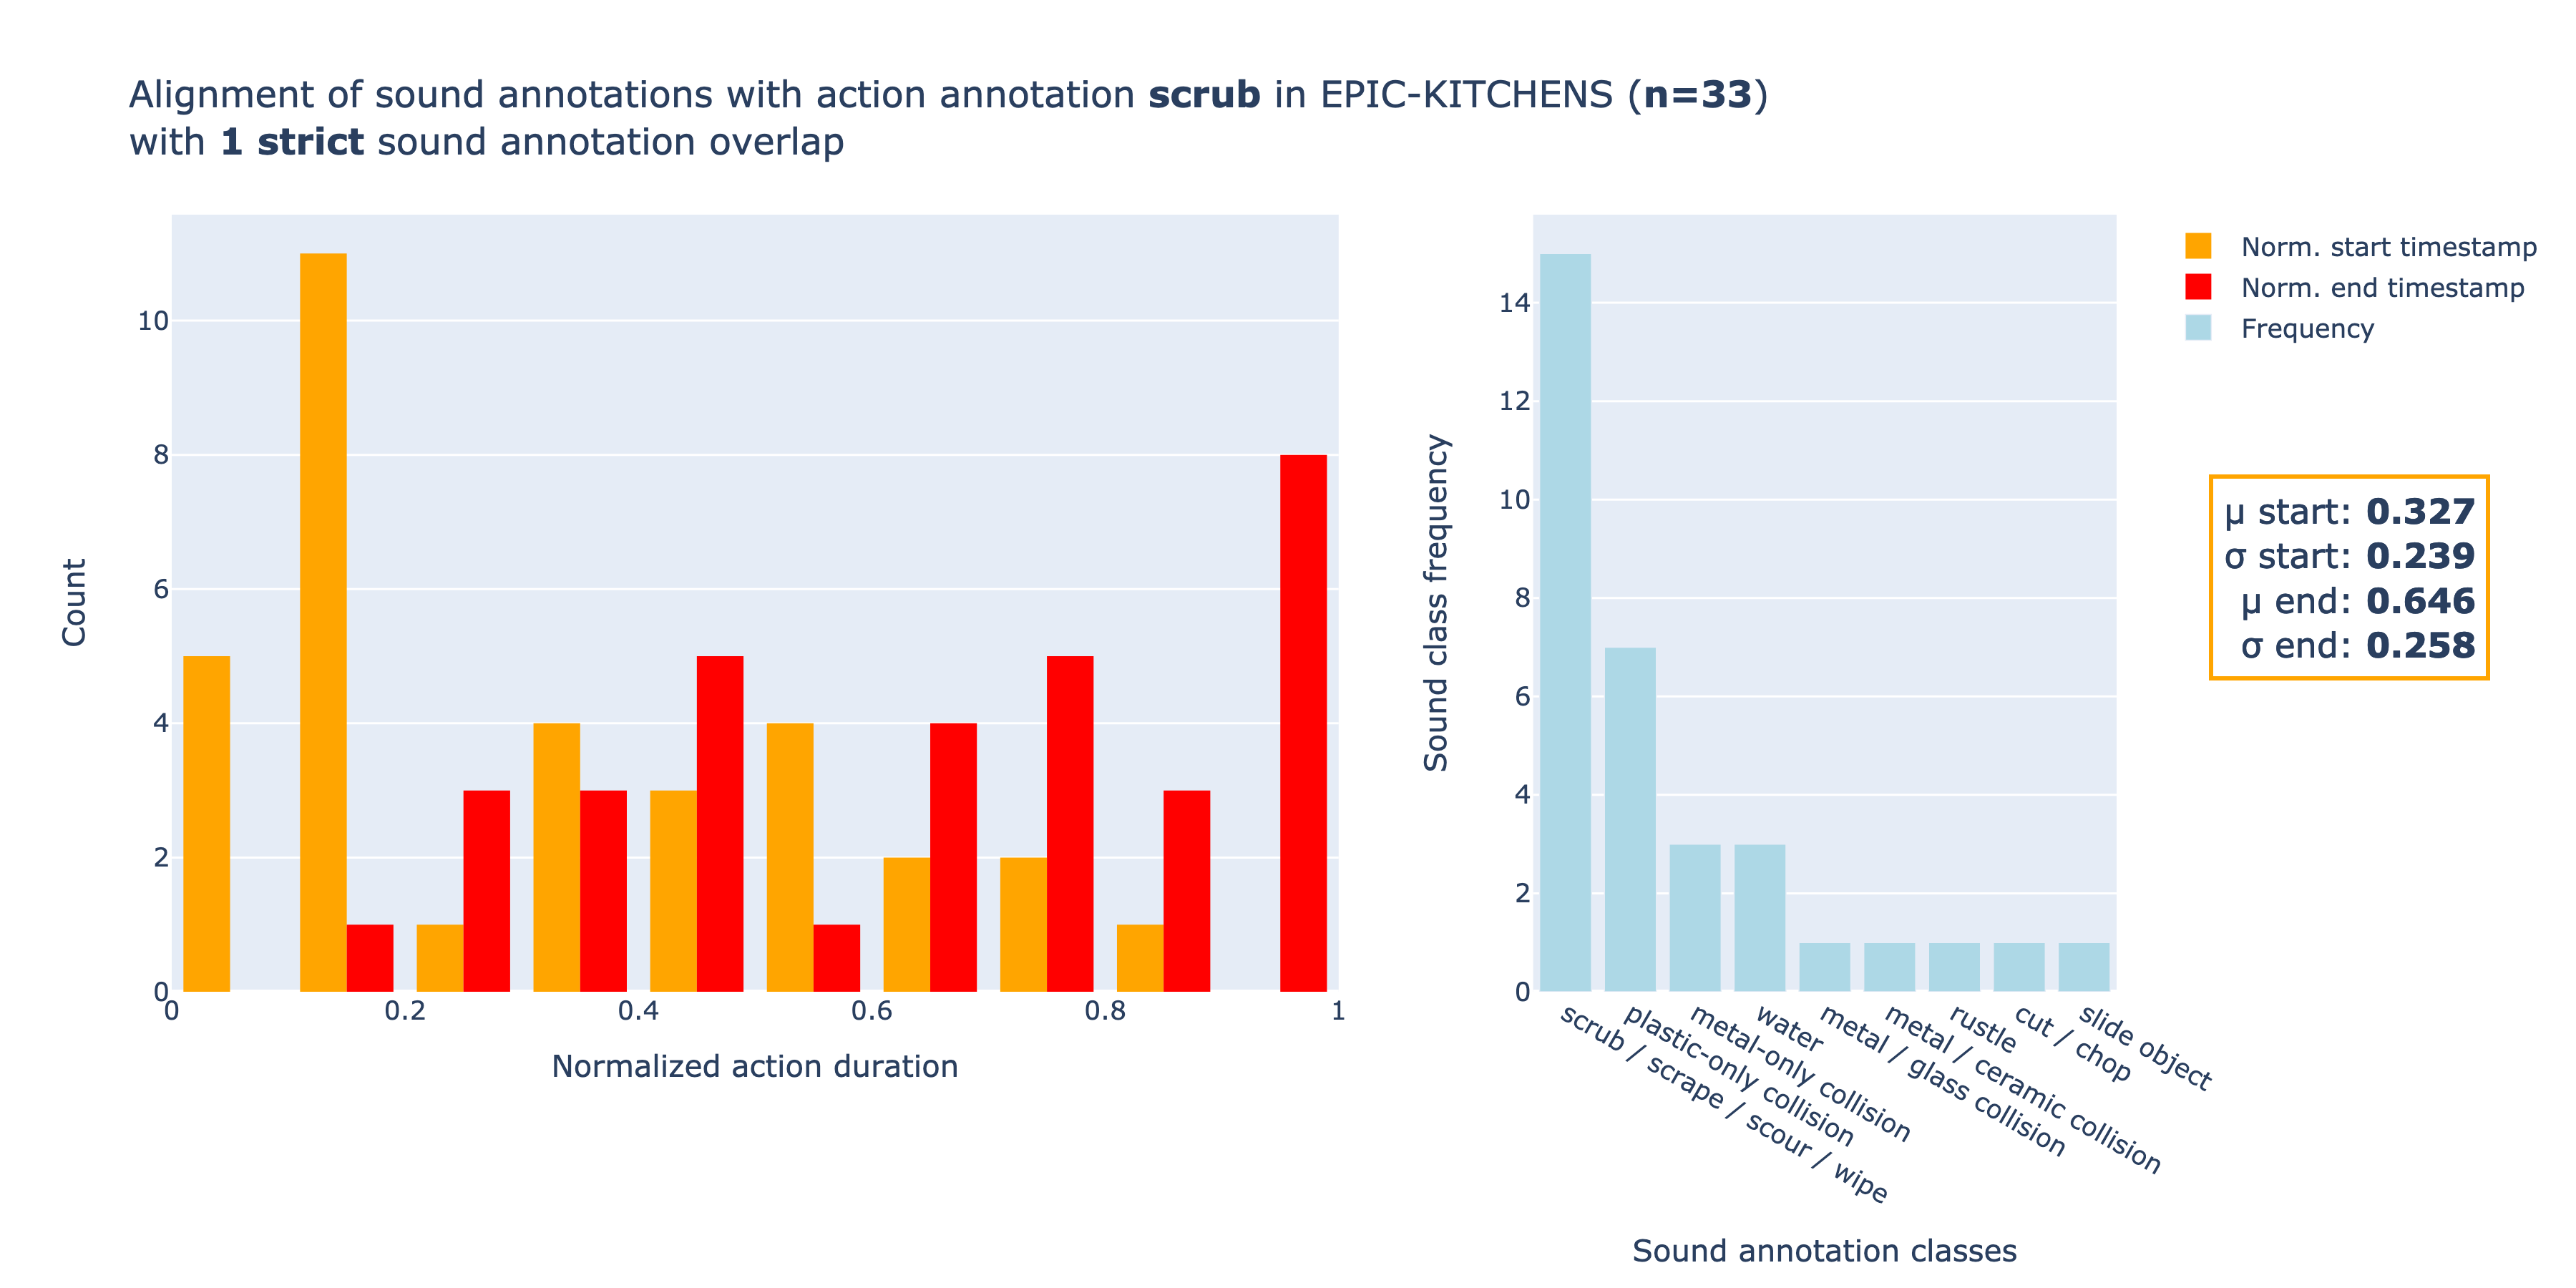 Alignment of sound annotations with action annotation scrub in EPIC-KITCHENS (n=33)
with 1 strict sound annotation overlap
Count
10
8
6
4
2
0
0
0.2
0.4
0.6
0.8
1
Normalized action duration
Sound class frequency
14
12
10
8
6
4
2
0
scrub / scrape / scour / wipe
plastic-only collision
metal-only collision
water
metal / glass collision
metal / ceramic collision
rustle
cut / chop
slide object
Sound annotation classes
Norm. start timestamp
Norm. end timestamp
Frequency
μ start: 0.327
σ start: 0.239
μ end: 0.646
σ end: 0.258